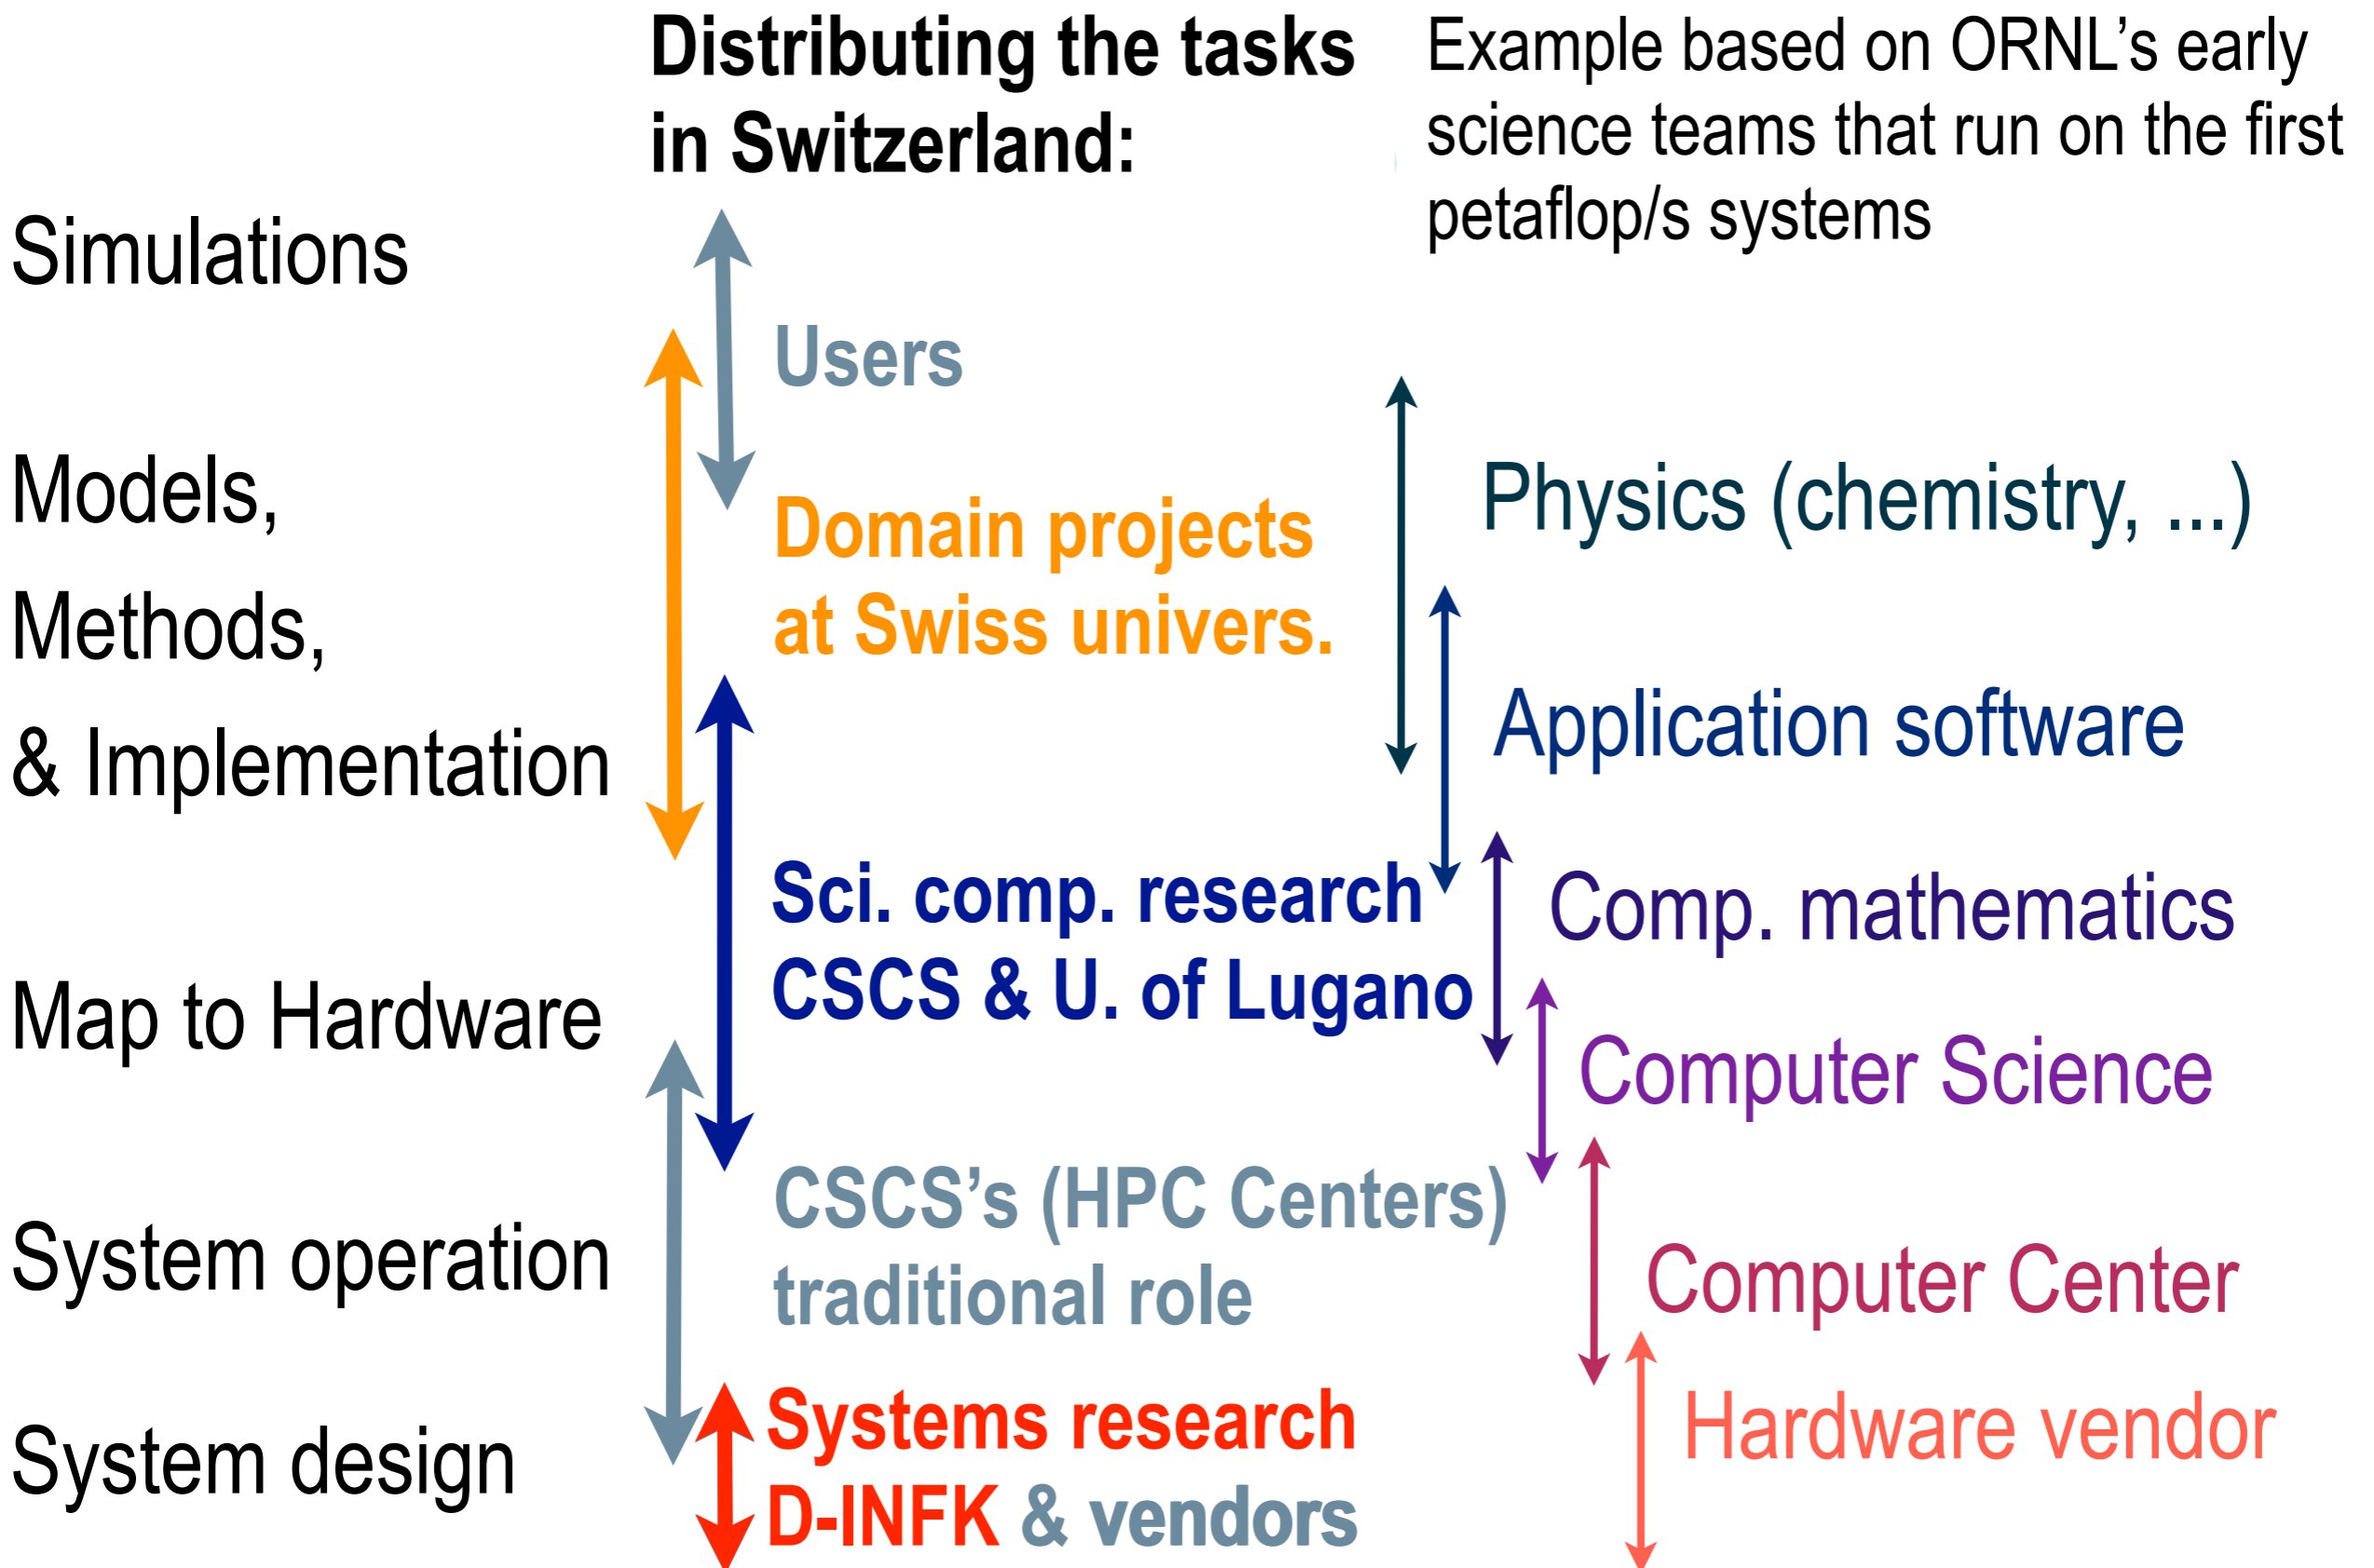 Distributing the tasks
in Switzerland:
Example based on ORNL’s early
science teams that run on the first
petaflop/s systems
Simulations
Models,
Methods,
& Implementation
Map to Hardware
System operation
System design
Users
Domain projects
at Swiss univers.
Sci. comp. research
CSCS & U. of Lugano
CSCS’s (HPC Centers)
traditional role
Systems research
D-INFK & vendors
Physics (chemistry, ...)
Application software
Comp. mathematics
Computer Science
Computer Center
Hardware vendor